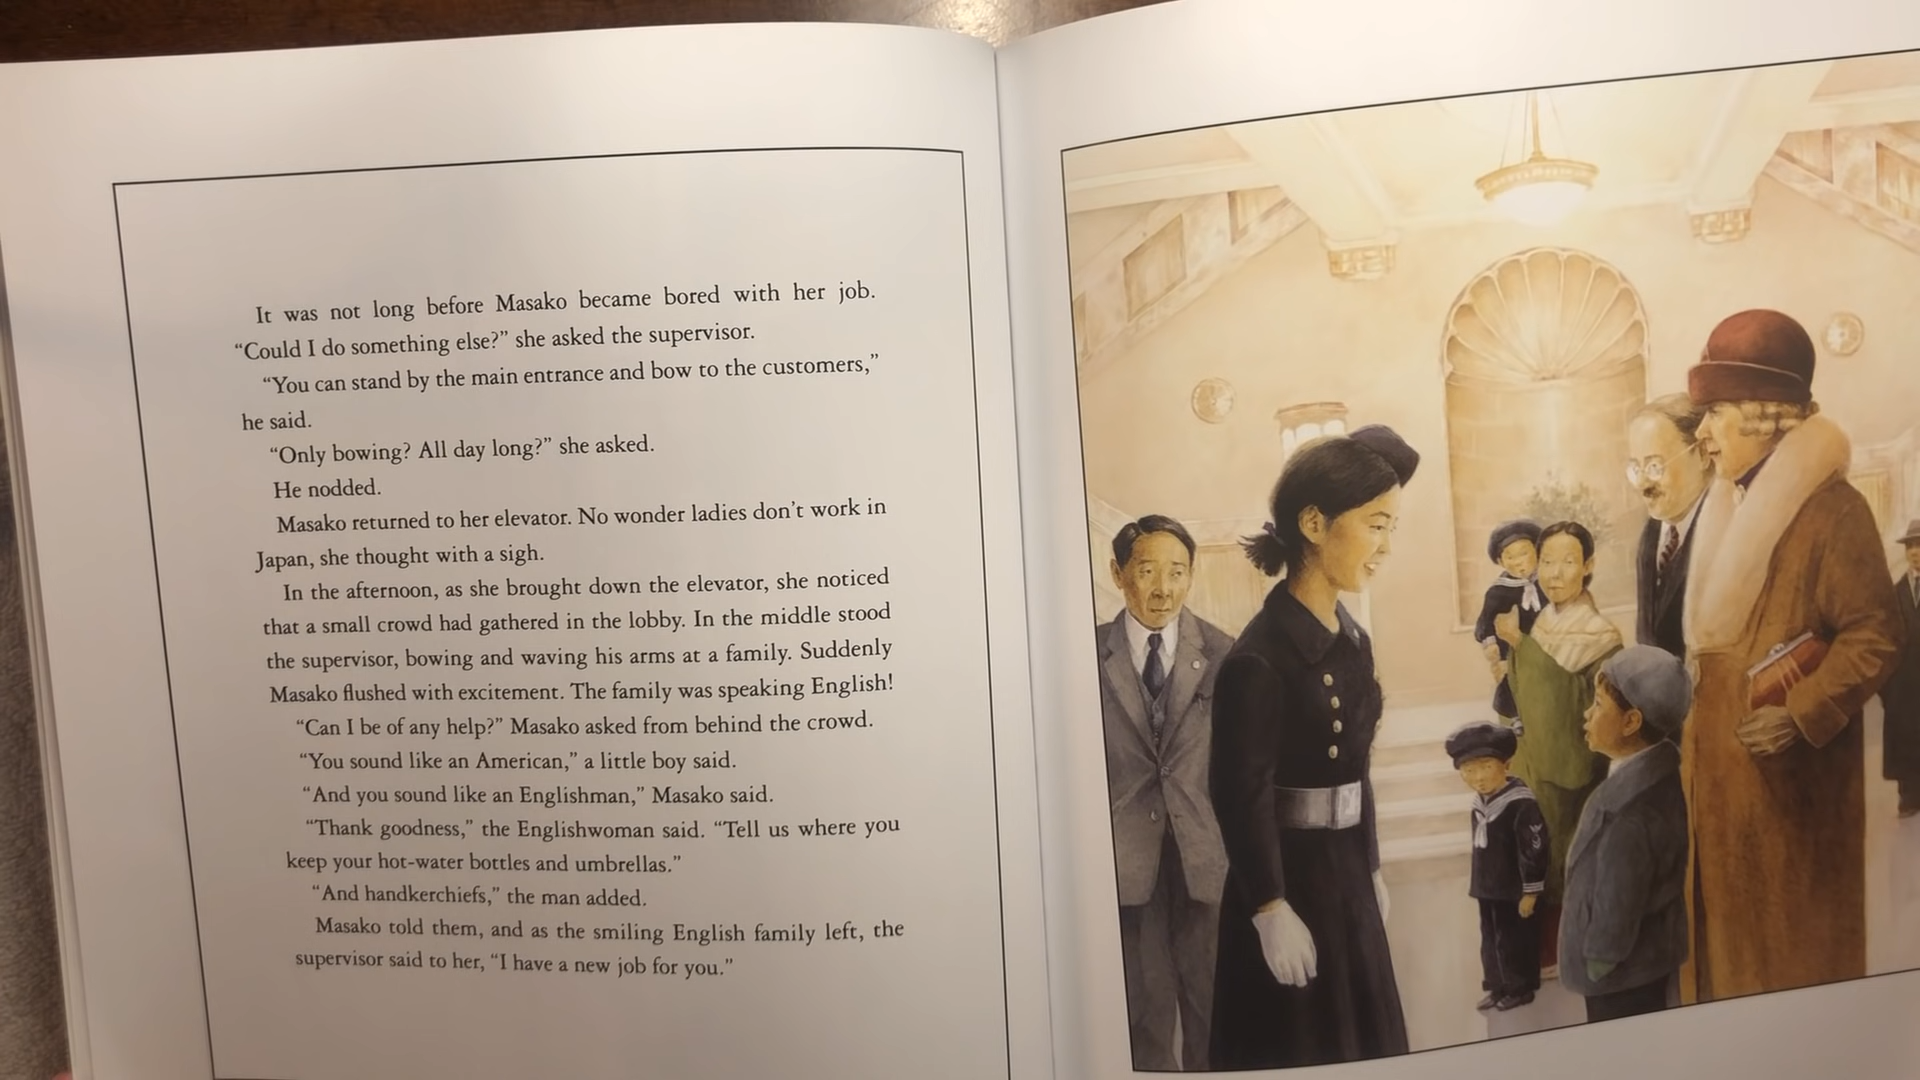 It was not long before Masako became bored with her job.
“Could I do something else?” she asked the supervisor.
“You can stand by the main entrance and bow to the customers,”
he said.
“Only bowing? All day long?” she asked.
He nodded.
Masako returned to her elevator. No wonder ladies don’t work in
Japan, she thought with a sigh.
In the afternoon, as she brought down the elevator, she noticed
that a small crowd had gathered in the lobby. In the middle stood
the supervisor, bowing and waving his arms at a family. Suddenly
Masako flushed with excitement. The family was speaking English!
“Can I be of any help?” Masako asked from behind the crowd.
“You sound like an American,” a little boy said.
“And you sound like an Englishman,” Masako said.
“Thank goodness,” the Englishwoman said. “Tell us where you
keep your hot-water bottles and umbrellas.”
“And handkerchiefs,” the man added.
Masako told them, and as the smiling English family left, the
supervisor said to her, “I have a new job for you.”